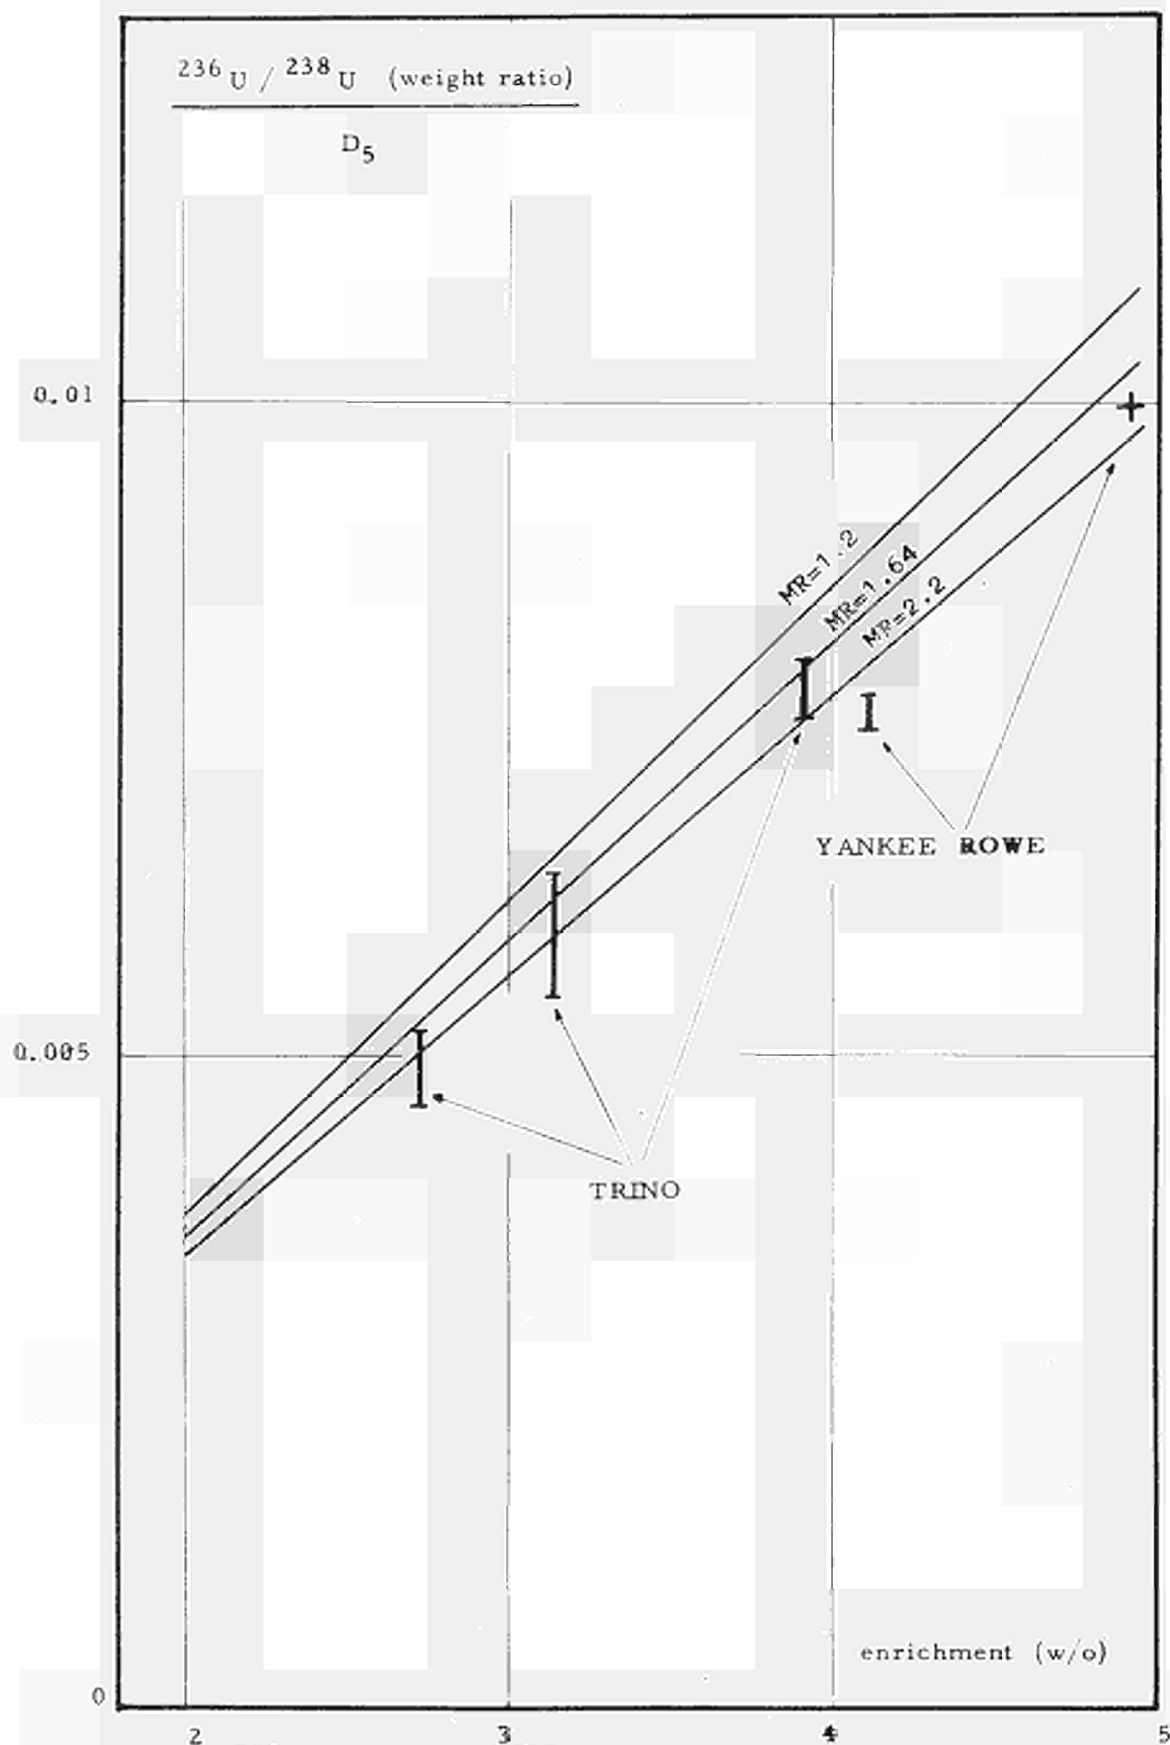 236U / 238U (weight ratio)
D5
0.01
MR=1.2
MR=1.64
MR=2.2
YANKEE ROWE
0.005
TRINO
enrichment (w/o)
0
2 3 4 5